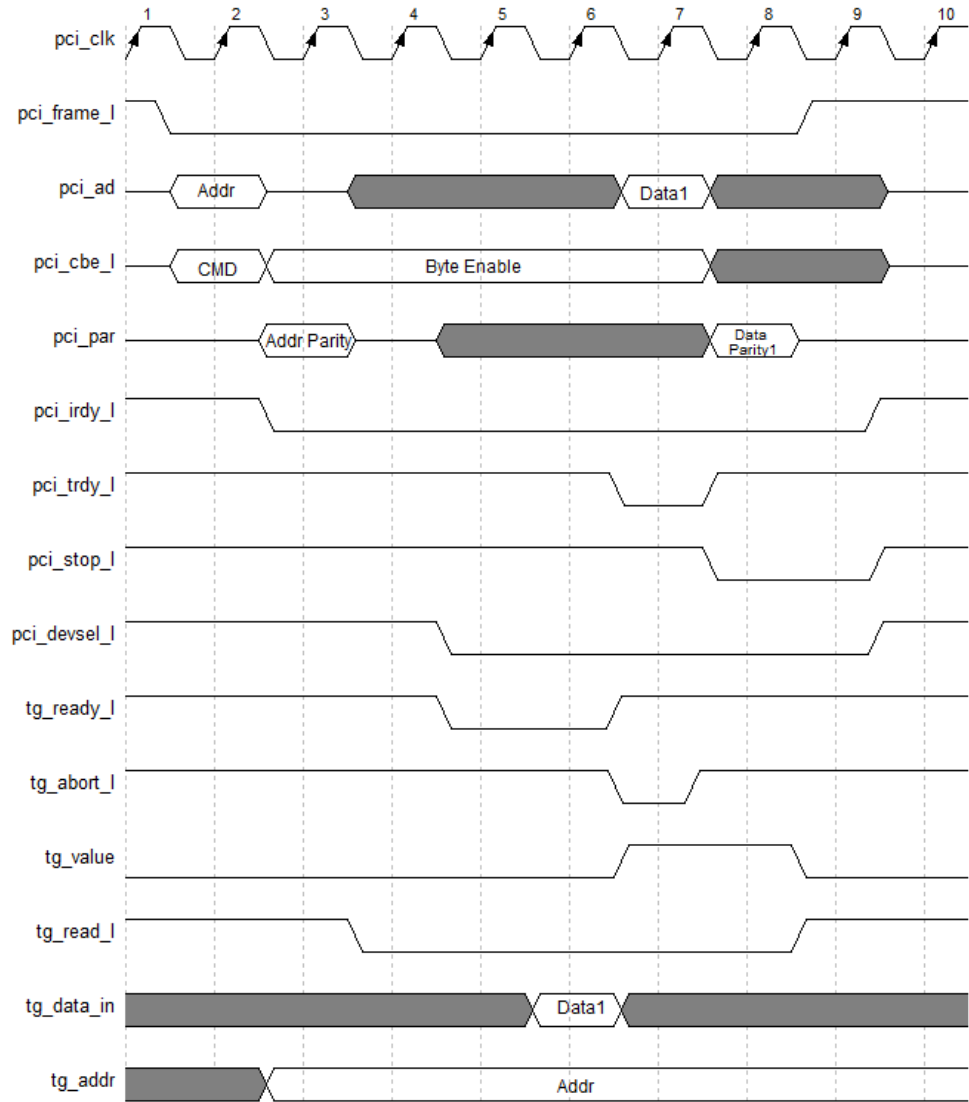 1 2 3 4 5 6 7 8 9 10
pci_clk
pci_frame_l
pci_ad Addr Data1
pci_cbe_l CMD Byte Enable
pci_par Addr Parity Data
Parity1
pci_irdy_l
pci_trdy_l
pci_stop_l
pci_devsel_l
tg_ready_l
tg_abort_l
tg_value
tg_read_l
tg_data_in Data1
tg_addr Addr